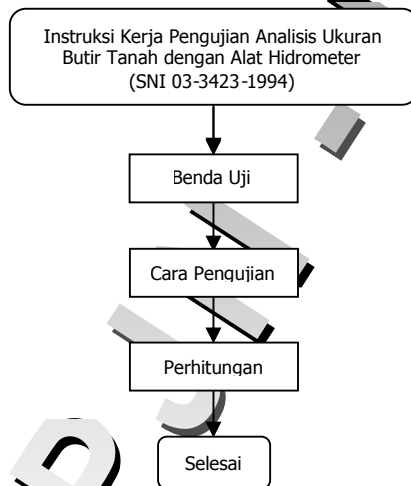 Instruksi Kerja Pengujian Analisis Ukuran
Butir Tanah dengan Alat Hidrometer
(SNI 03-3423-1994)
Benda Uji
Cara Pengujian
Perhitungan
Selesai